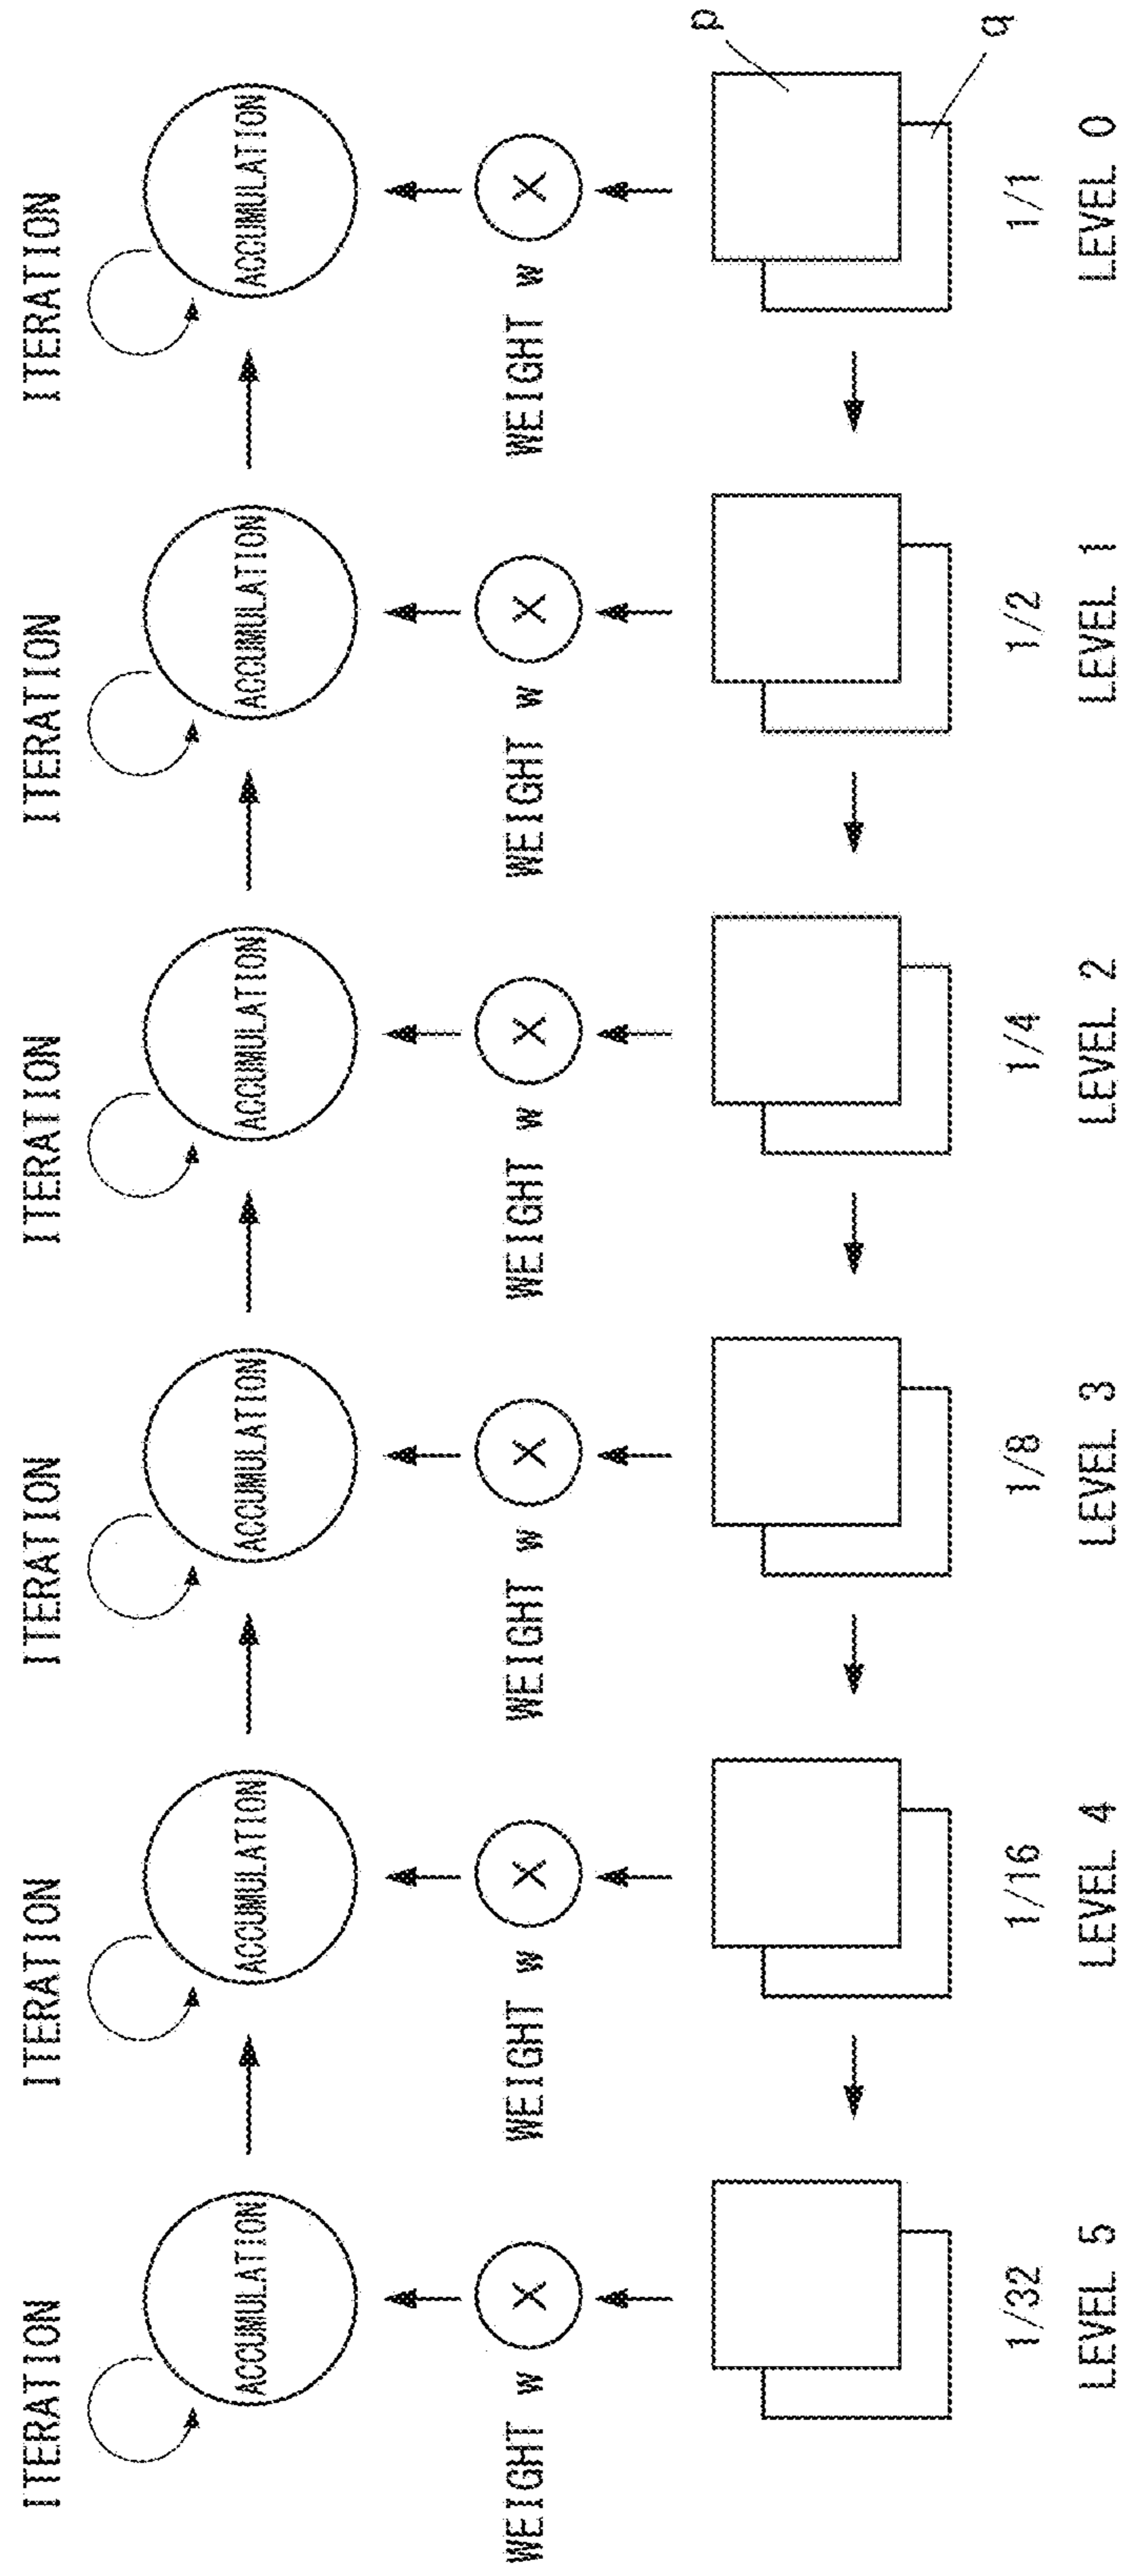 ITERATION ITERATION ITERATION ITERATION ITERATION ITERATION
ACCUMULATION ACCUMULATION ACCUMULATION ACCUMULATION ACCUMULATION ACCUMULATION
WEIGHT w X WEIGHT w X WEIGHT w X WEIGHT w X WEIGHT w X WEIGHT w X
p
q
1/32 1/16 1/8 1/4 1/2 1/1
LEVEL 5 LEVEL 4 LEVEL 3 LEVEL 2 LEVEL 1 LEVEL 0